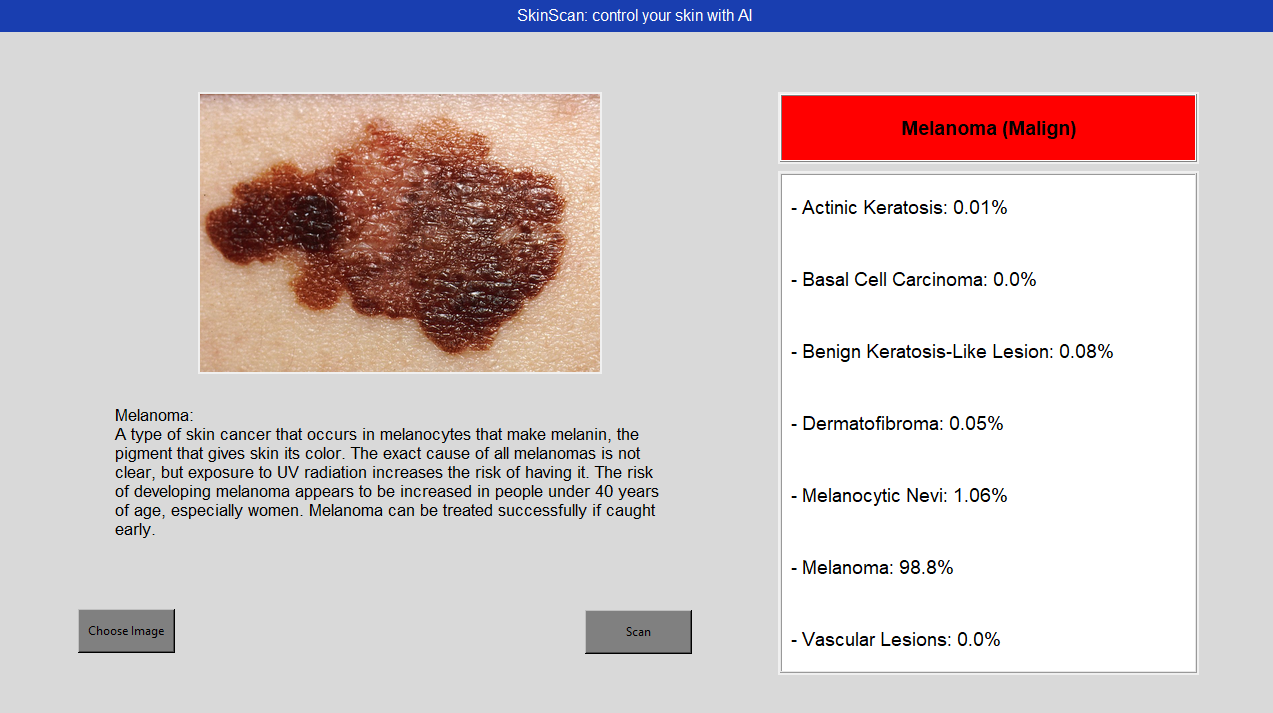 SkinScan: control your skin with AI
Melanoma (Malign)
- Actinic Keratosis: 0.01%
- Basal Cell Carcinoma: 0.0%
- Benign Keratosis-Like Lesion: 0.08%
- Dermatofibroma: 0.05%
- Melanocytic Nevi: 1.06%
- Melanoma: 98.8%
- Vascular Lesions: 0.0%
Melanoma:
A type of skin cancer that occurs in melanocytes that make melanin, the
pigment that gives skin its color. The exact cause of all melanomas is not
clear, but exposure to UV radiation increases the risk of having it. The risk
of developing melanoma appears to be increased in people under 40 years
of age, especially women. Melanoma can be treated successfully if caught
early.
Choose Image
Scan